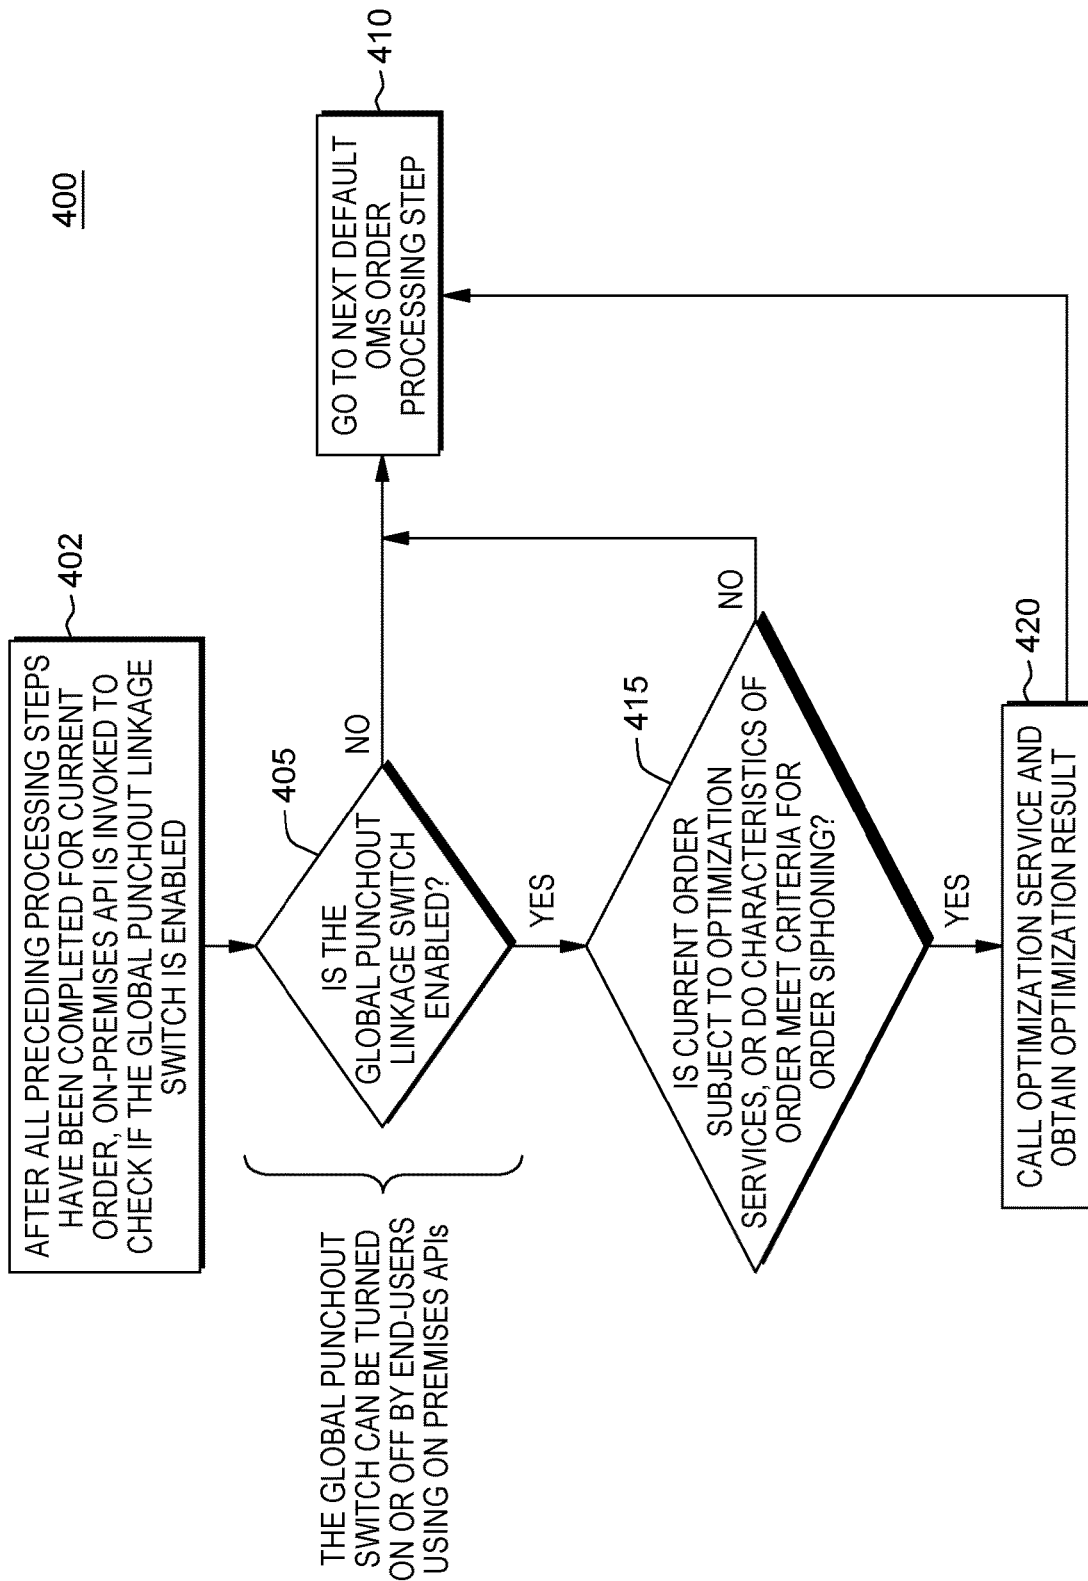 400
AFTER ALL PRECEDING PROCESSING STEPS
HAVE BEEN COMPLETED FOR CURRENT
ORDER, ON-PREMISES API IS INVOKED TO
CHECK IF THE GLOBAL PUNCHOUT LINKAGE
SWITCH IS ENABLED
402
THE GLOBAL PUNCHOUT
SWITCH CAN BE TURNED
ON OR OFF BY END-USERS
USING ON PREMISES APIs
IS THE
GLOBAL PUNCHOUT
LINKAGE SWITCH
ENABLED?
405
NO
YES
GO TO NEXT DEFAULT
OMS ORDER
PROCESSING STEP
410
IS CURRENT ORDER
SUBJECT TO OPTIMIZATION
SERVICES, OR DO CHARACTERISTICS OF
ORDER MEET CRITERIA FOR
ORDER SIPHONING?
415
NO
YES
CALL OPTIMIZATION SERVICE AND
OBTAIN OPTIMIZATION RESULT
420